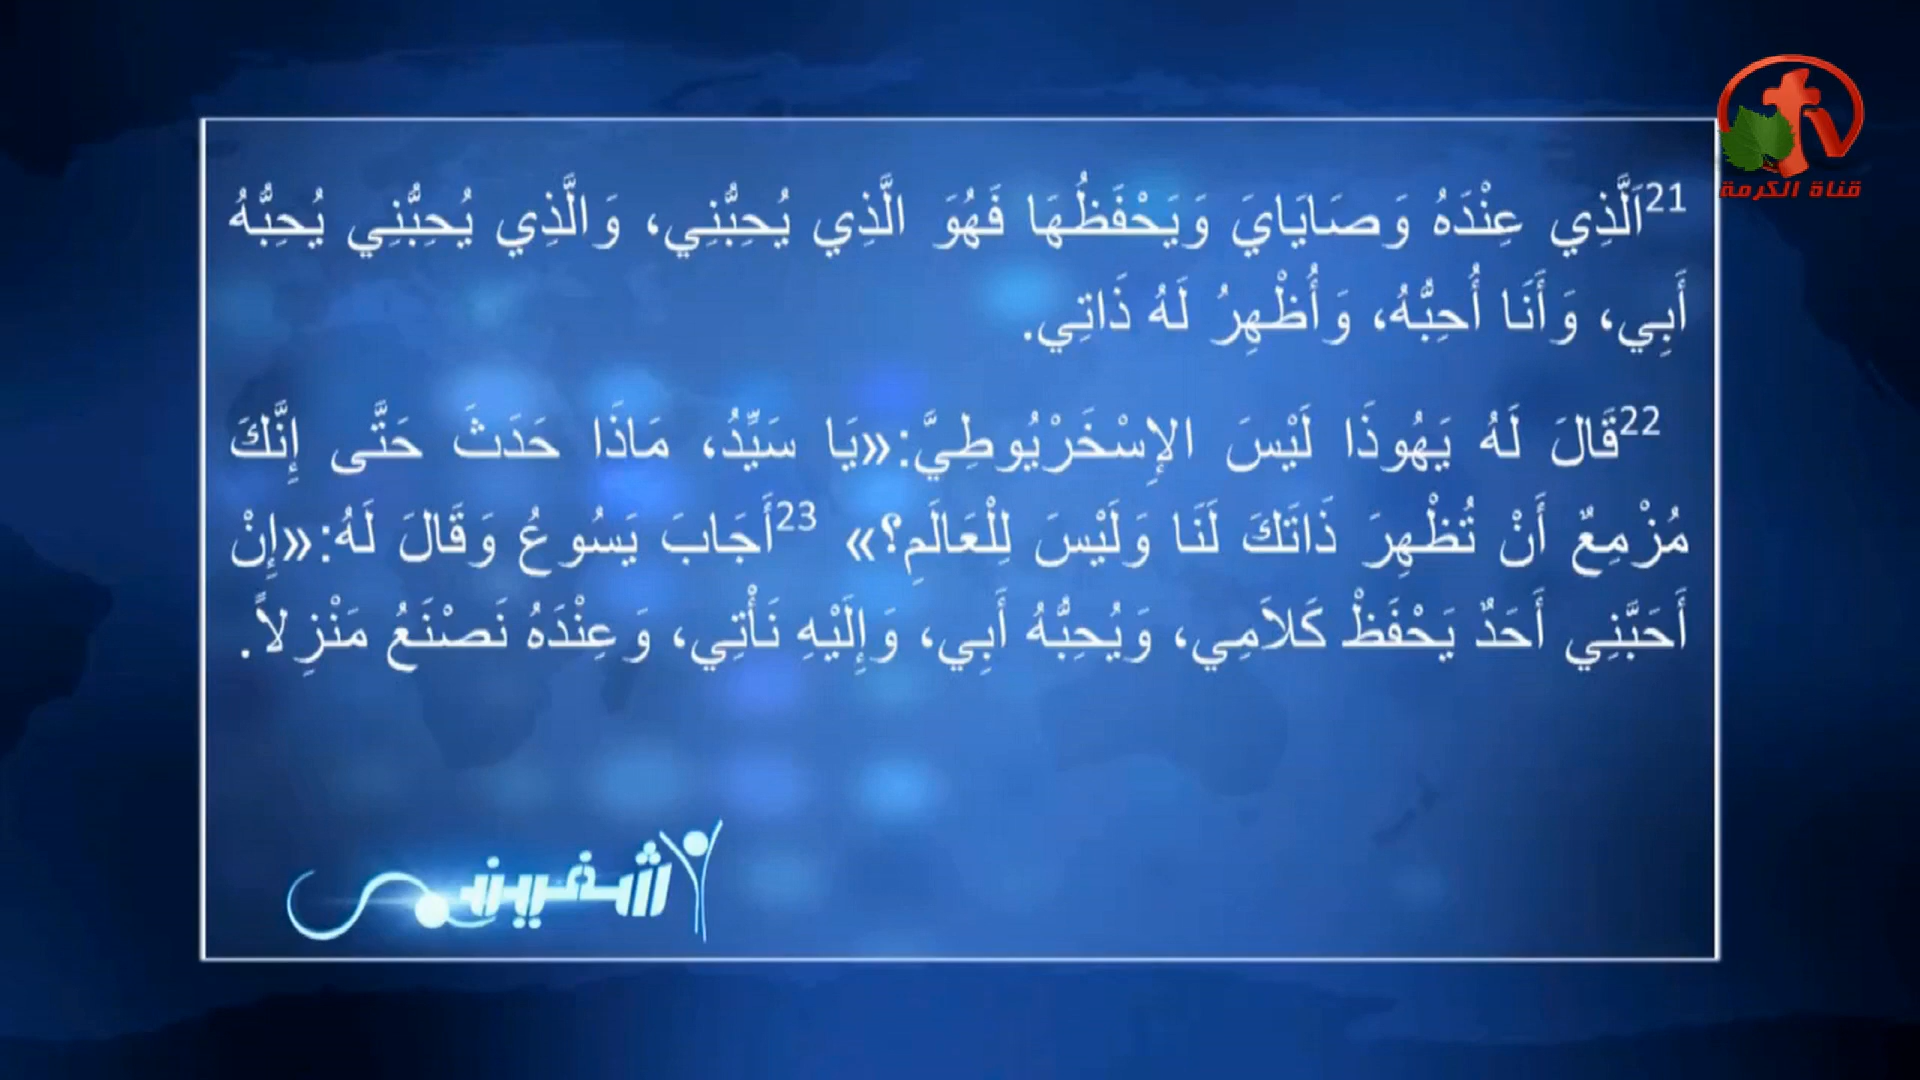 قناة الكرمة
21اَلَّذِي عِنْدَهُ وَصَايَايَ وَيَحْفَظُهَا فَهُوَ الَّذِي يُحِبُّنِي، وَالَّذِي يُحِبُّنِي يُحِبُّهُ
أَبِي، وَأَنَا أُحِبُّهُ، وَأُظْهِرُ لَهُ ذَاتِي.
22قَالَ لَهُ يَهُوذَا لَيْسَ الإِسْخَرْيُوطِيَّ:«يَا سَيِّدُ، مَاذَا حَدَثَ حَتَّى إِنَّكَ
مُزْمِعٌ أَنْ تُظْهِرَ ذَاتَكَ لَنَا وَلَيْسَ لِلْعَالَمِ؟» 23أَجَابَ يَسُوعُ وَقَالَ لَهُ:«إِنْ
أَحَبَّنِي أَحَدٌ يَحْفَظْ كَلاَمِي، وَيُحِبُّهُ أَبِي، وَإِلَيْهِ نَأْتِي، وَعِنْدَهُ نَصْنَعُ مَنْزِلاً.